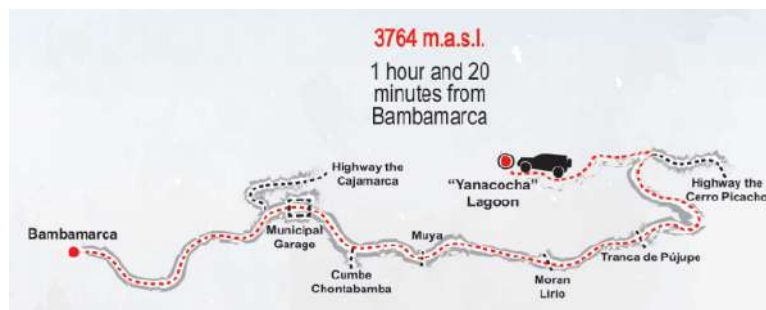 3764 m.a.s.l.
1 hour and 20
minutes from
Bambamarca
Highway the
Cajamarca
"Yanacocha"
Lagoon
Highway the
Cerro Picacho
Bambamarca
Municipal
Garage
Muya
Cumbe
Chontabamba
Tranca de Pújupe
Moran
Lirio